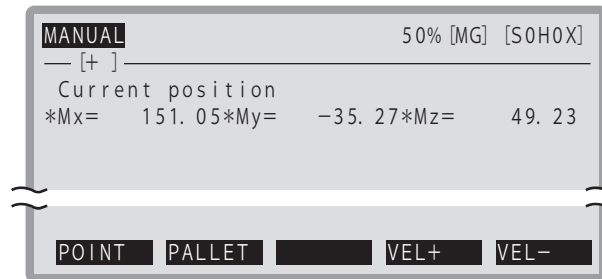 MANUAL 50% [MG] [S0H0X]
[+ ]
Current position
*Mx= 151.05*My= −35.27*Mz= 49.23
POINT PALLET VEL+ VEL−